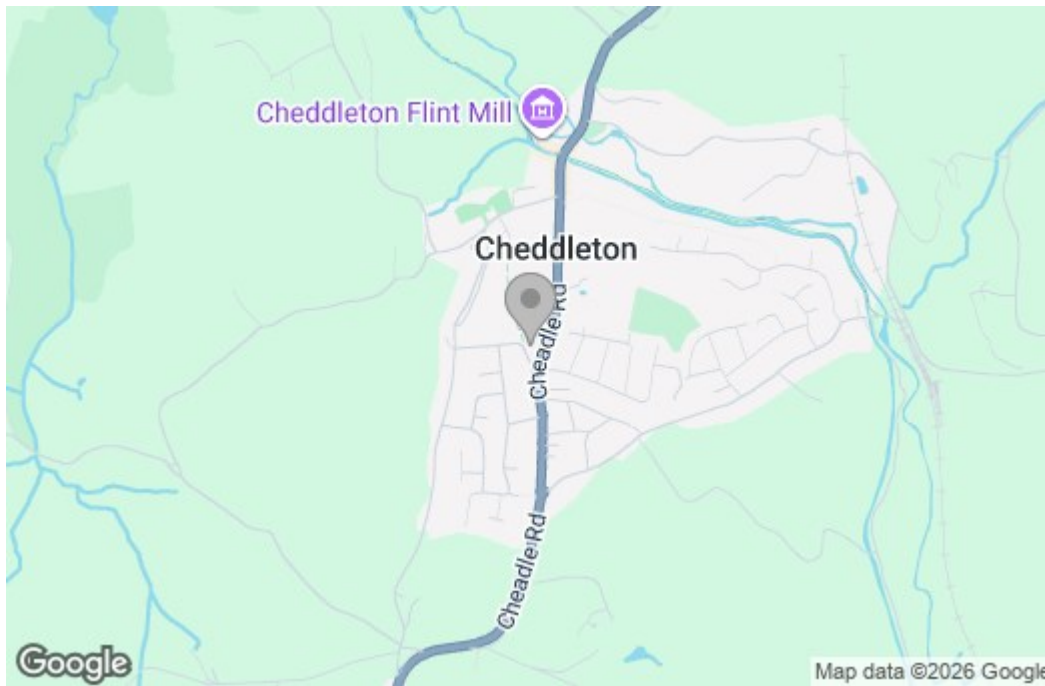 Cheddleton Flint Mill
Cheddleton
Cheadle Rd
Cheadle Rd
Google
Map data ©2026 Google